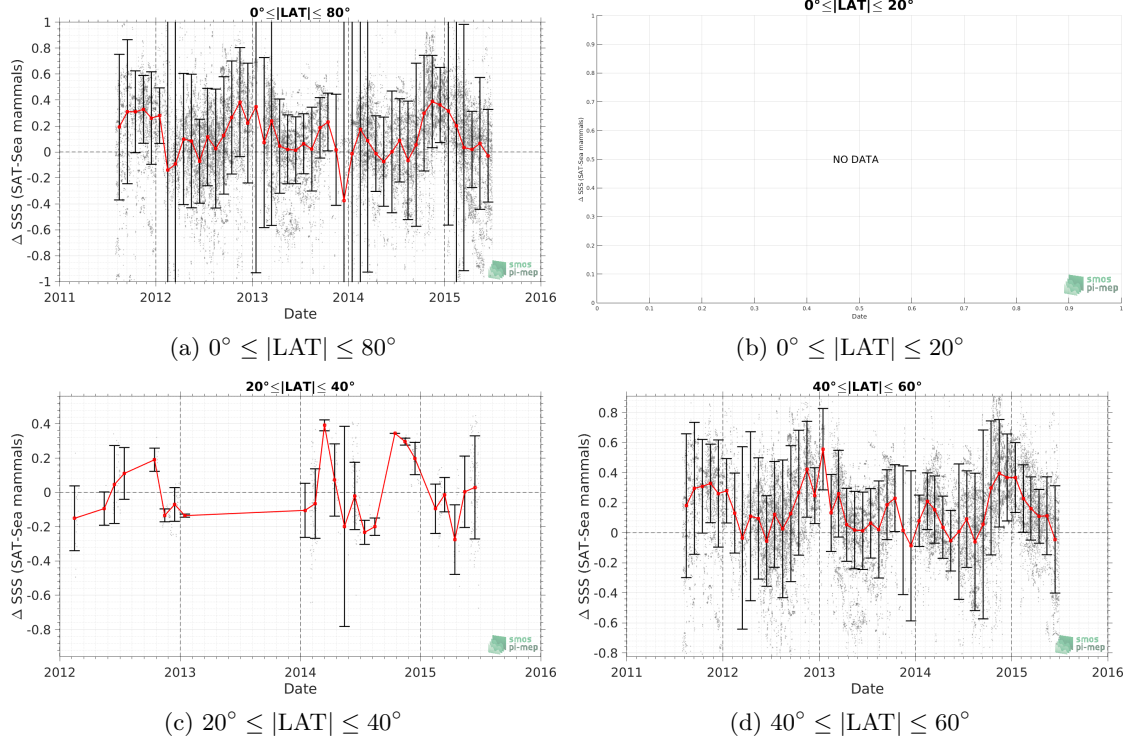 0°≤|LAT|≤ 80°
Δ SSS (SAT-Sea mammals)
1
0.8
0.6
0.4
0.2
0
-0.2
-0.4
-0.6
-0.8
-1
smos
pi-mep
2011 2012 2013 2014 2015 2016
Date
(a) 0° ≤ |LAT| ≤ 80°
0°≤|LAT|≤ 20°
Δ SSS (SAT-Sea mammals)
1
0.9
0.8
0.7
0.6
0.5
0.4
0.3
0.2
0.1
0
NO DATA
smos
pi-mep
0 0.1 0.2 0.3 0.4 0.5 0.6 0.7 0.8 0.9 1
Date
(b) 0° ≤ |LAT| ≤ 20°
20°≤|LAT|≤ 40°
Δ SSS (SAT-Sea mammals)
0.4
0.2
0
-0.2
-0.4
-0.6
-0.8
smos
pi-mep
2012 2013 2014 2015 2016
Date
(c) 20° ≤ |LAT| ≤ 40°
40°≤|LAT|≤ 60°
Δ SSS (SAT-Sea mammals)
0.8
0.6
0.4
0.2
0
-0.2
-0.4
-0.6
-0.8
smos
pi-mep
2011 2012 2013 2014 2015 2016
Date
(d) 40° ≤ |LAT| ≤ 60°